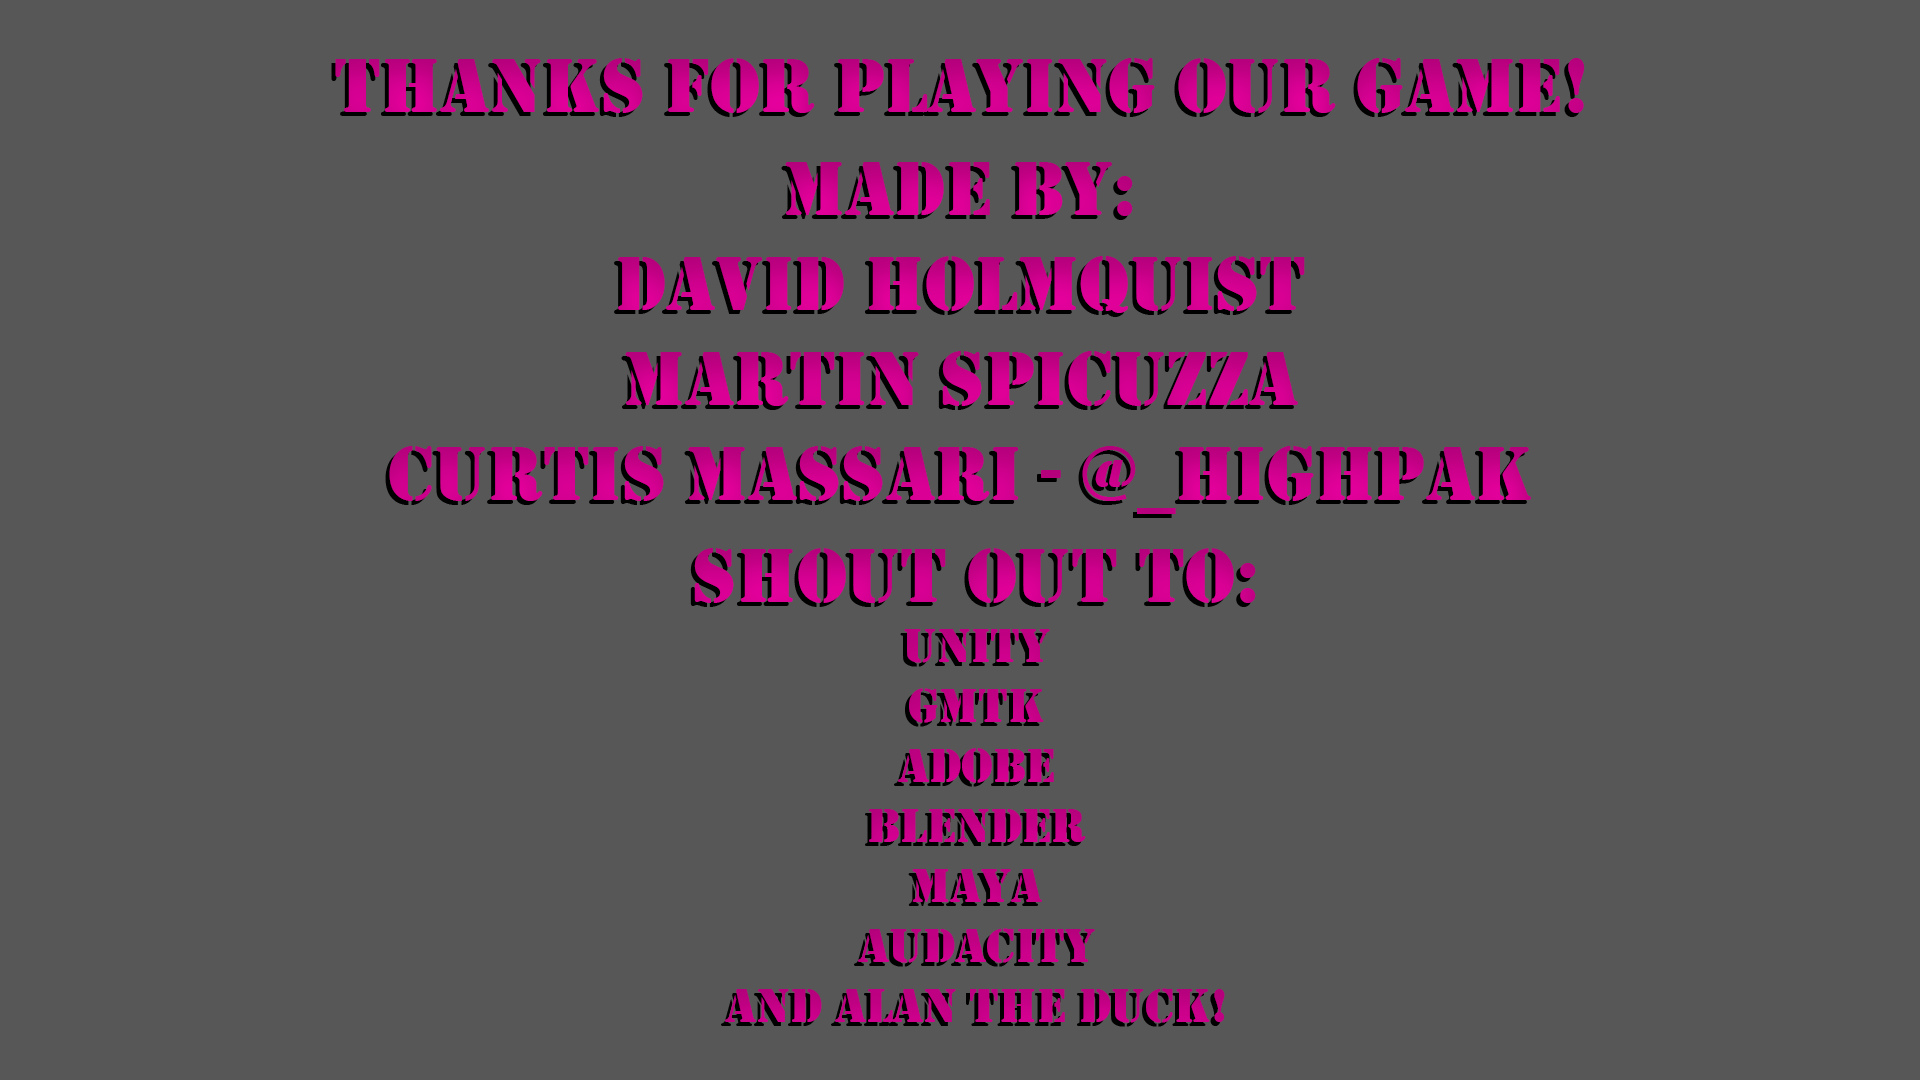 THANKS FOR PLAYING OUR GAME!
MADE BY:
DAVID HOLMQUIST
MARTIN SPICUZZA
CURTIS MASSARI - @_HIGHPAK
SHOUT OUT TO:
UNITY
GMTK
ADOBE
BLENDER
MAYA
AUDACITY
AND ALAN THE DUCK!